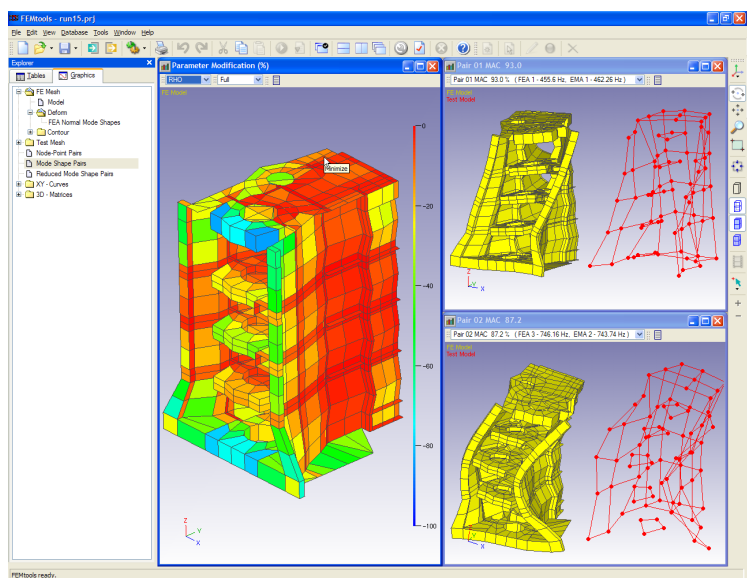 FEMtools - run15.prj
File Edit View Database Tools Window Help
Explorer
Tables Graphics
FE Mesh
Model
Deform
FEA Normal Mode Shapes
Contour
Test Mesh
Node-Point Pairs
Mode Shape Pairs
Reduced Mode Shape Pairs
XY - Curves
3D - Matrices
Parameter Modification (%)
RHO Full
FE Model
Minimize
0
-20
-40
-60
-80
-100
Z
Y
X
Pair 01 MAC 93.0
Pair 01 MAC 93.0 % ( FEA 1 - 455.6 Hz, EMA 1 - 462.26 Hz )
FE Model
Test Model
Z
Y
X
Pair 02 MAC 87.2
Pair 02 MAC 87.2 % ( FEA 3 - 746.16 Hz, EMA 2 - 743.74 Hz )
FE Model
Test Model
Z
Y
X
FEMtools ready.